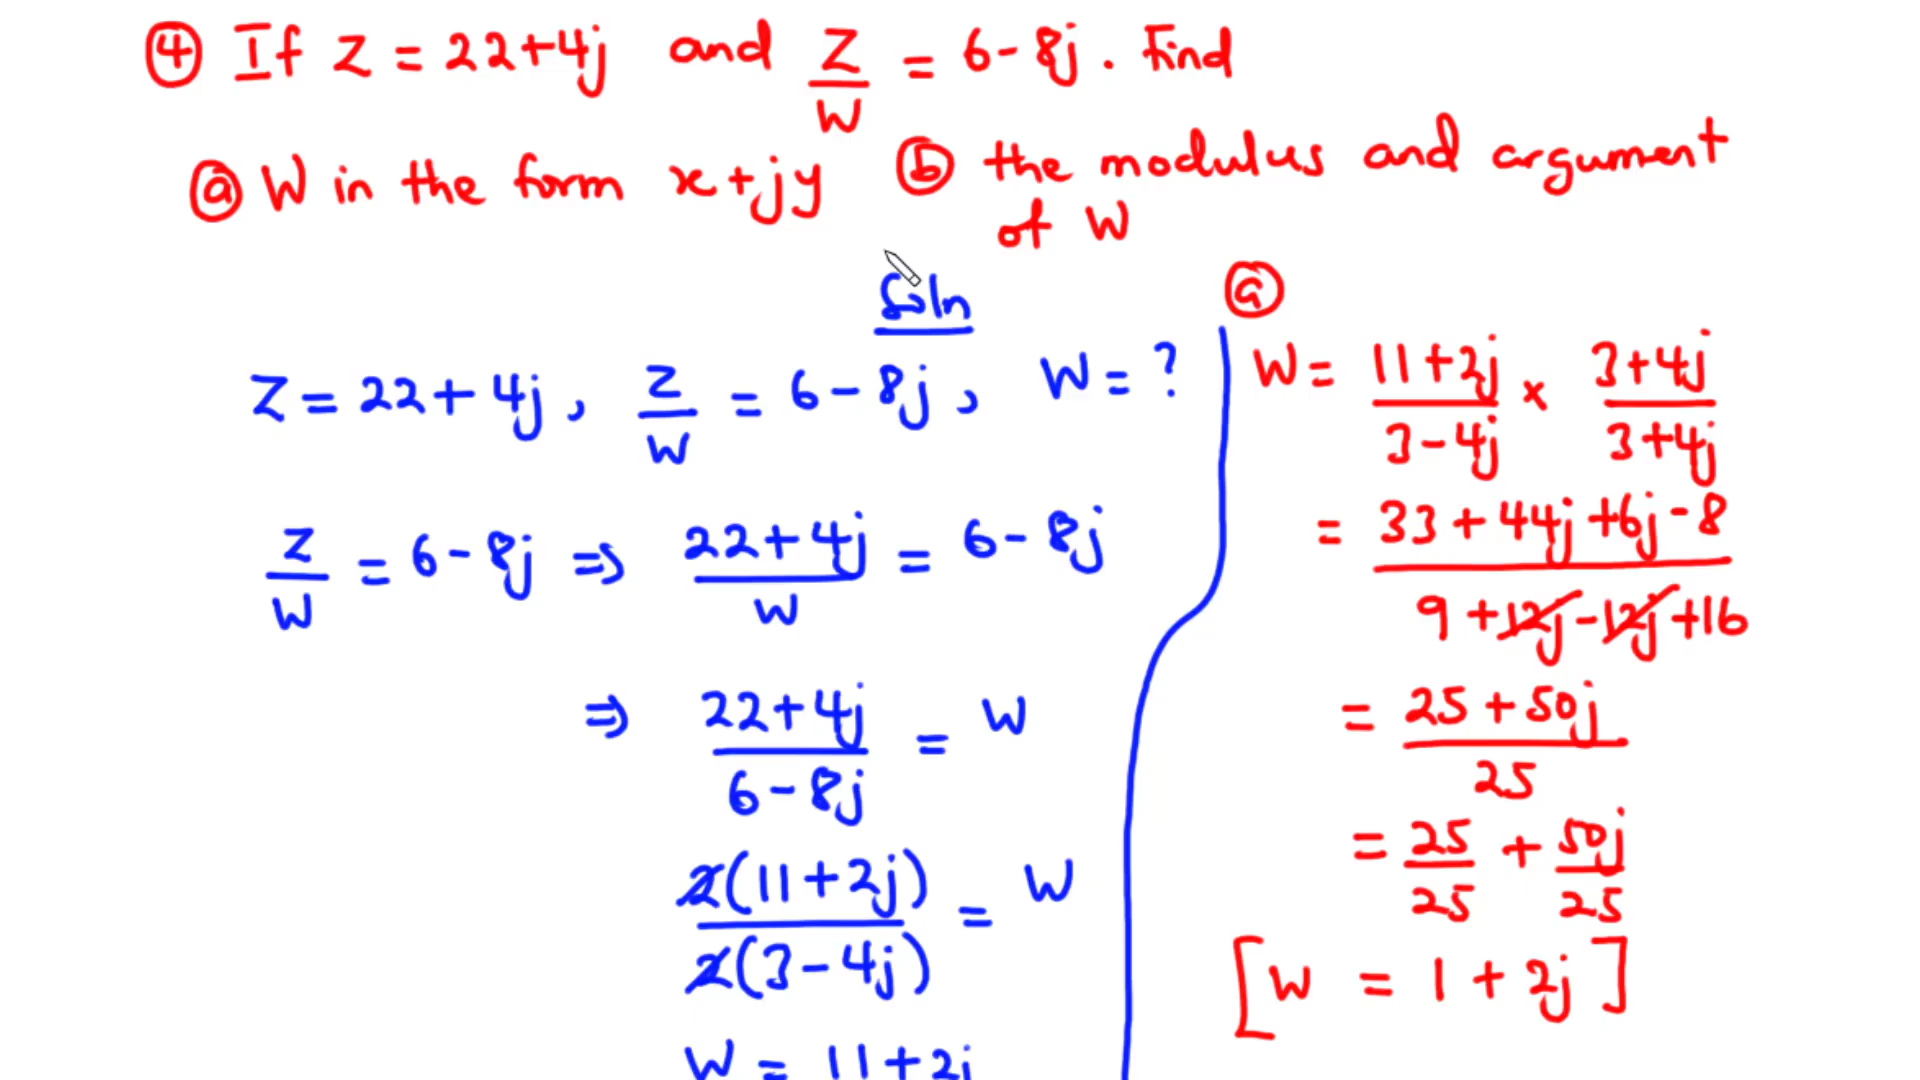 ④ If Z = 22+4j and Z/W = 6-8j. Find
ⓐ W in the form x+jy ⓑ the modulus and argument
of W
Soln
Z = 22+4j, Z/W = 6-8j, W = ?
Z/W = 6-8j ⇒ (22+4j)/W = 6-8j
⇒ (22+4j)/(6-8j) = W
2(11+2j)/2(3-4j) = W
W = 11+2j
ⓐ
W = (11+2j)/(3-4j) × (3+4j)/(3+4j)
= (33+44j+6j-8)/(9+12j-12j+16)
= (25+50j)/25
= 25/25 + 50j/25
[W = 1+2j]